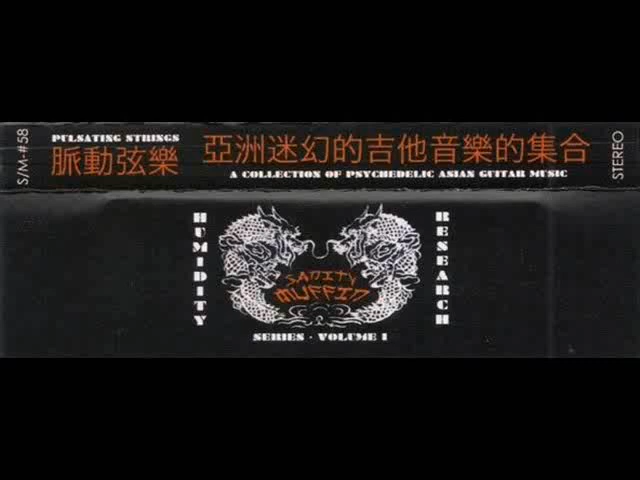 S/M-#58
PULSATING STRINGS
脈動弦樂
亞洲迷幻的吉他音樂的集合
A COLLECTION OF PSYCHEDELIC ASIAN GUITAR MUSIC
STEREO
HUMIDITY
RESEARCH
SANITY
MUFFIN
SERIES · VOLUME 1